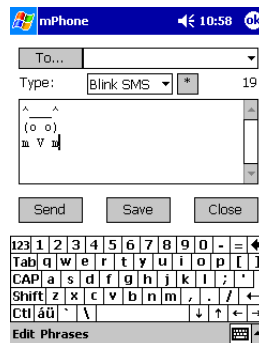 mPhone 10:58 ok
To...
Type: Blink SMS * 19
^ ___ ^
(o o)
m V m
Send Save Close
123 1 2 3 4 5 6 7 8 9 0 - =
Tab q w e r t y u i o p [ ]
CAP a s d f g h j k l ; '
Shift z x c v b n m , . /
Ctl áü ` \
Edit Phrases